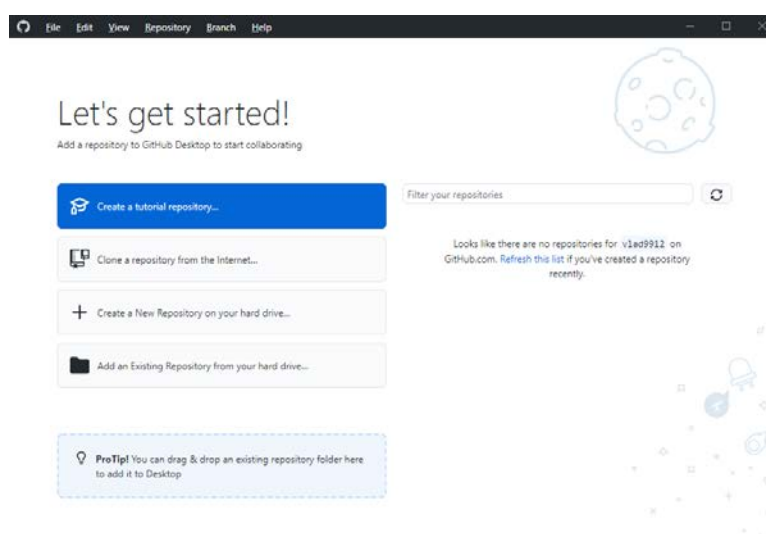 File Edit View Repository Branch Help
Let's get started!
Add a repository to GitHub Desktop to start collaborating
Create a tutorial repository...
Clone a repository from the Internet...
Create a New Repository on your hard drive...
Add an Existing Repository from your hard drive...
ProTip! You can drag & drop an existing repository folder here
to add it to Desktop
Filter your repositories
Looks like there are no repositories for vlad9912 on
GitHub.com. Refresh this list if you've created a repository
recently.